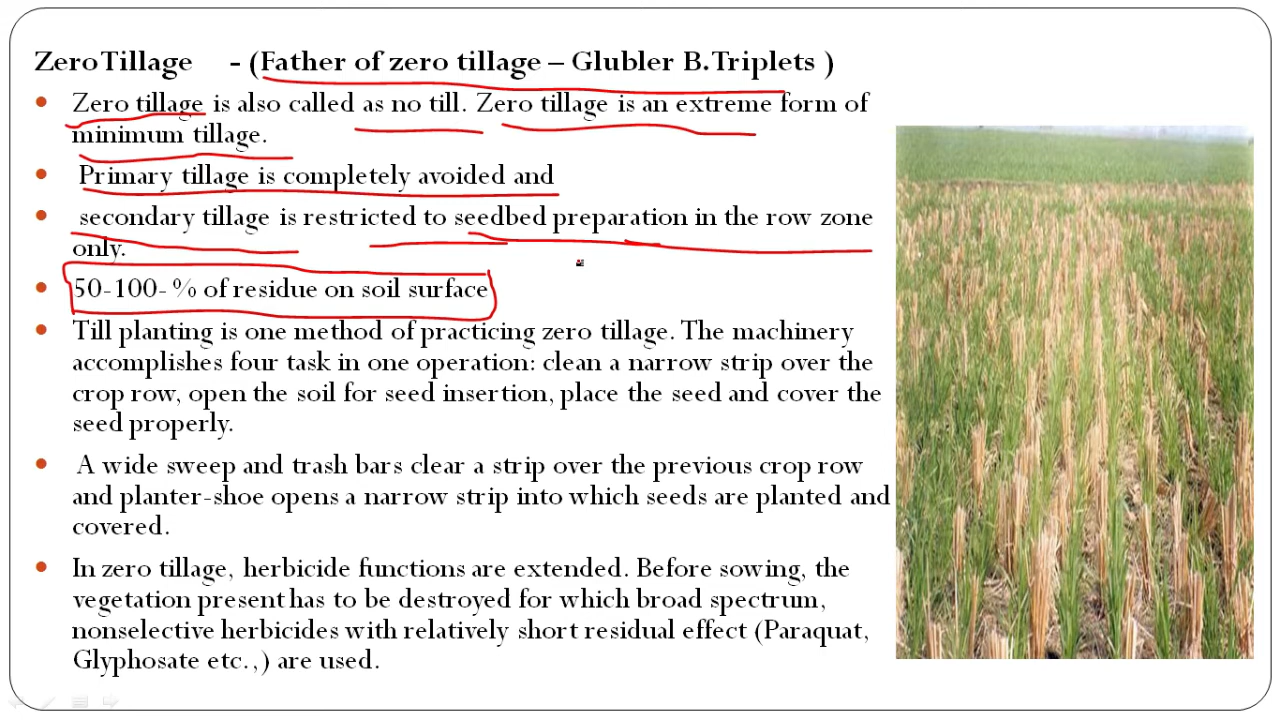 Zero Tillage - (Father of zero tillage – Glubler B.Triplets )
• Zero tillage is also called as no till. Zero tillage is an extreme form of
minimum tillage.
• Primary tillage is completely avoided and
• secondary tillage is restricted to seedbed preparation in the row zone
only.
• 50-100- % of residue on soil surface
• Till planting is one method of practicing zero tillage. The machinery
accomplishes four task in one operation: clean a narrow strip over the
crop row, open the soil for seed insertion, place the seed and cover the
seed properly.
• A wide sweep and trash bars clear a strip over the previous crop row
and planter-shoe opens a narrow strip into which seeds are planted and
covered.
• In zero tillage, herbicide functions are extended. Before sowing, the
vegetation present has to be destroyed for which broad spectrum,
nonselective herbicides with relatively short residual effect (Paraquat,
Glyphosate etc.,) are used.